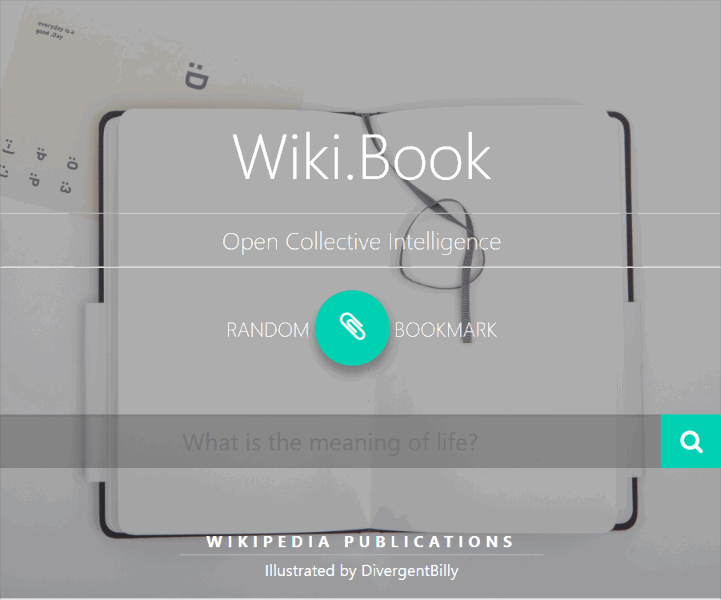 everyday is a
good :Day
:D
Wiki.Book
Open Collective Intelligence
RANDOM BOOKMARK
What is the meaning of life?
WIKIPEDIA PUBLICATIONS
Illustrated by DivergentBilly